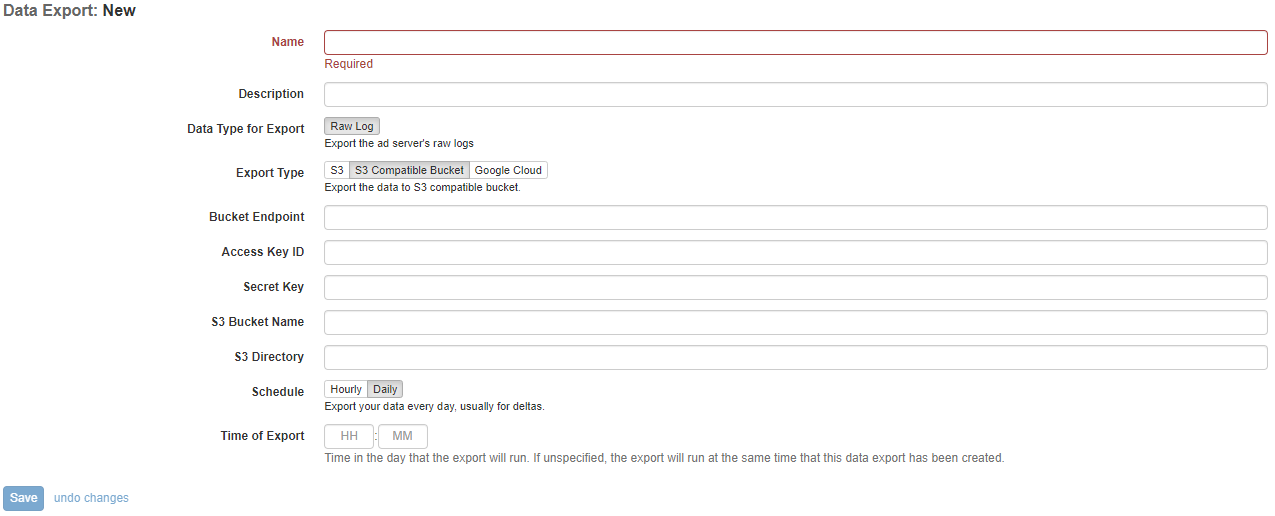 Data Export: New
Name
Required
Description
Data Type for Export Raw Log
Export the ad server's raw logs
Export Type S3 S3 Compatible Bucket Google Cloud
Export the data to S3 compatible bucket.
Bucket Endpoint
Access Key ID
Secret Key
S3 Bucket Name
S3 Directory
Schedule Hourly Daily
Export your data every day, usually for deltas.
Time of Export HH : MM
Time in the day that the export will run. If unspecified, the export will run at the same time that this data export has been created.
Save undo changes